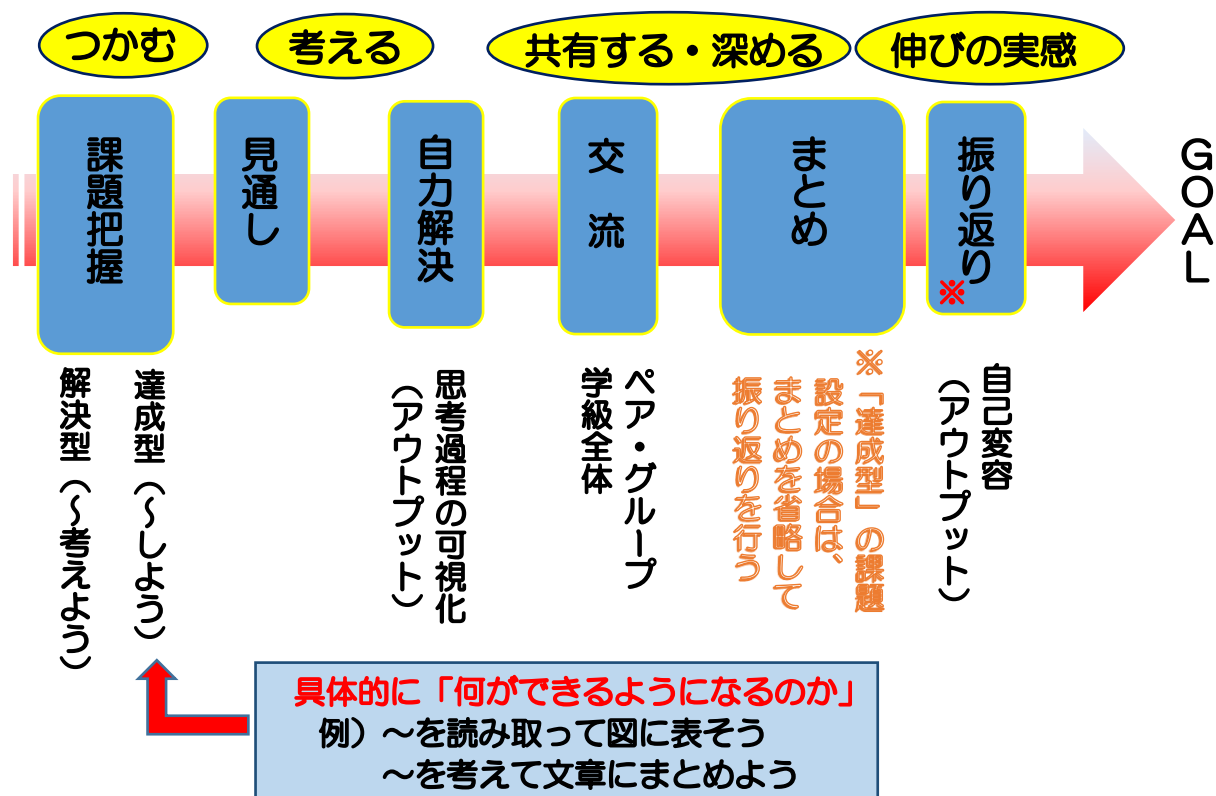 つかむ
考える
共有する・深める
伸びの実感
課題把握
見通し
自力解決
交 流
まとめ
振り返り
※
GOAL
達成型（～しよう）
解決型（～考えよう）
思考過程の可視化
（アウトプット）
ペア・グループ
学級全体
※「達成型」の課題
設定の場合は、
まとめを省略して
振り返りを行う
自己変容
（アウトプット）
具体的に「何ができるようになるのか」
例）～を読み取って図に表そう
～を考えて文章にまとめよう